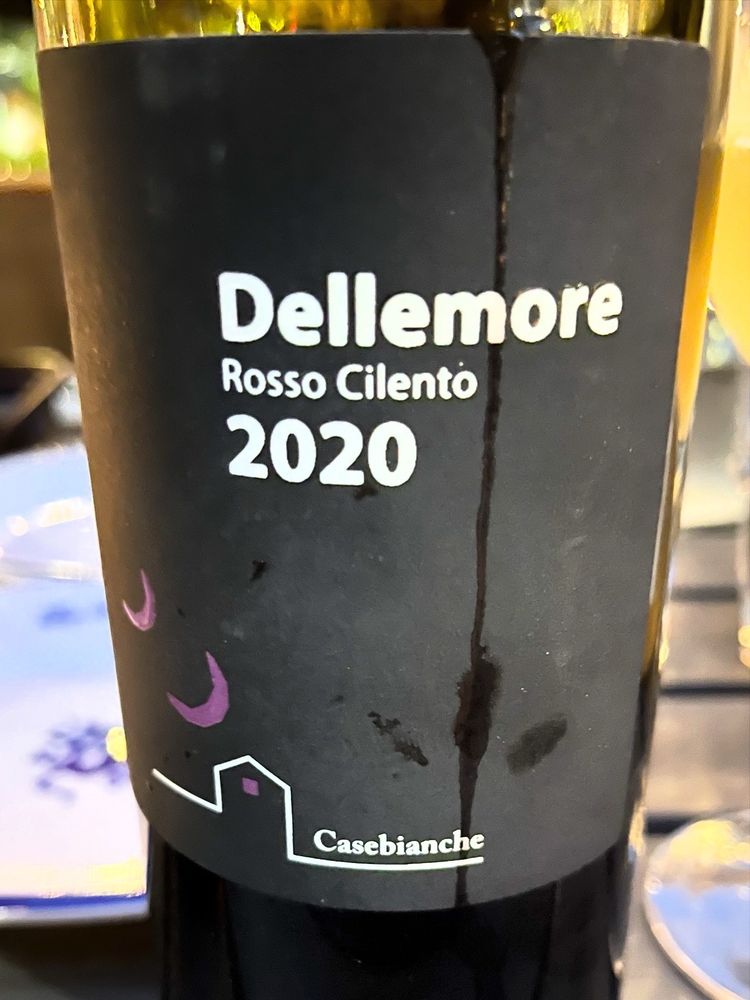 Dellemore
Rosso Cilento
2020
Casebianche